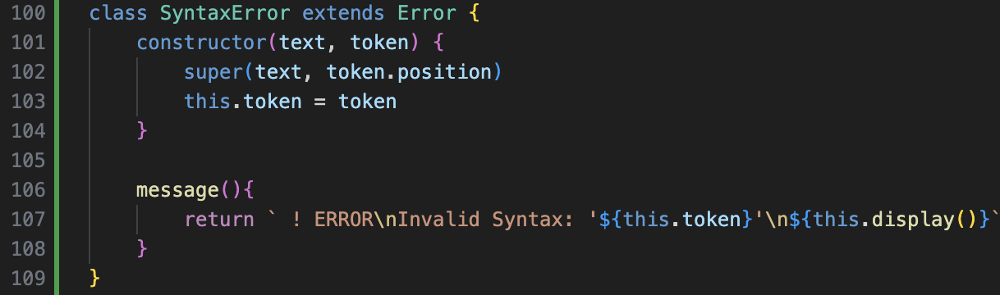 100 class SyntaxError extends Error {
101 constructor(text, token) {
102 super(text, token.position)
103 this.token = token
104 }
105
106 message(){
107 return ` ! ERROR\nInvalid Syntax: '${this.token}'\n${this.display()}`
108 }
109 }